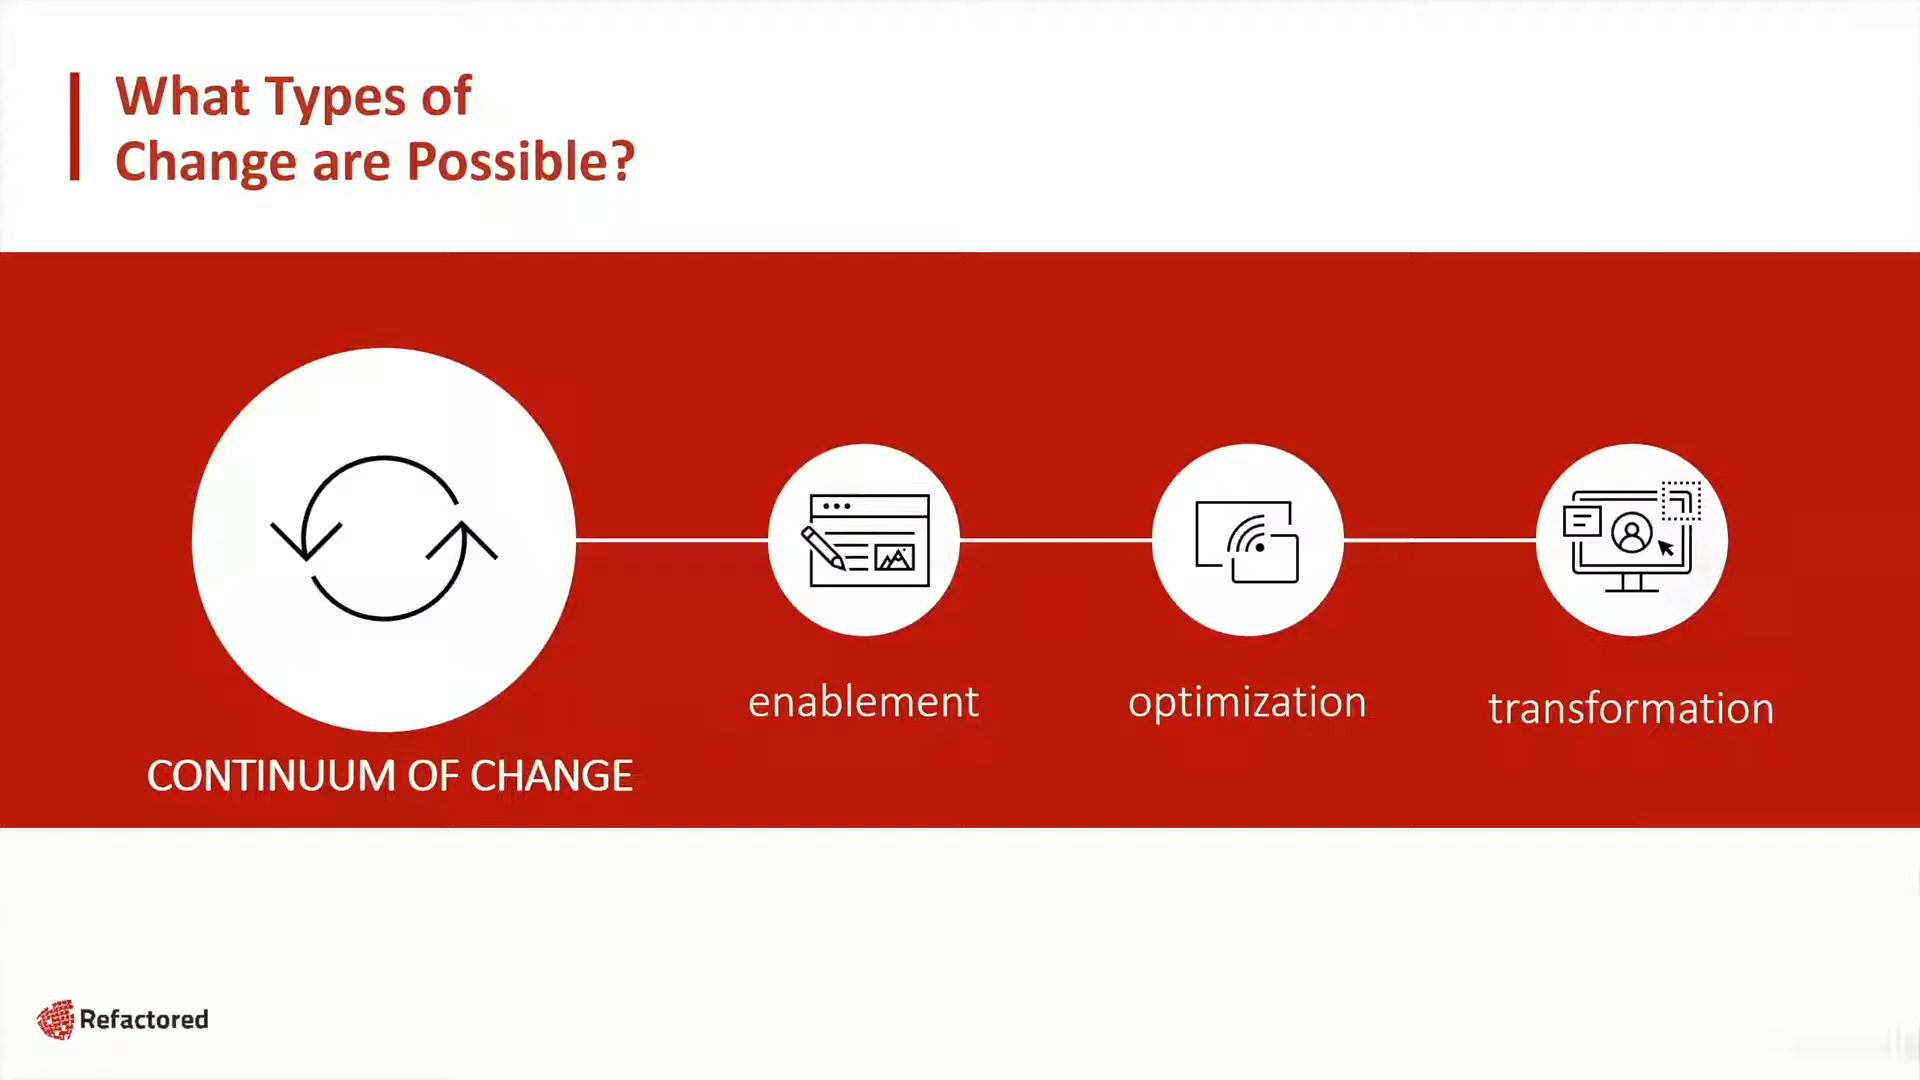 What Types of
Change are Possible?
enablement
optimization
transformation
CONTINUUM OF CHANGE
Refactored